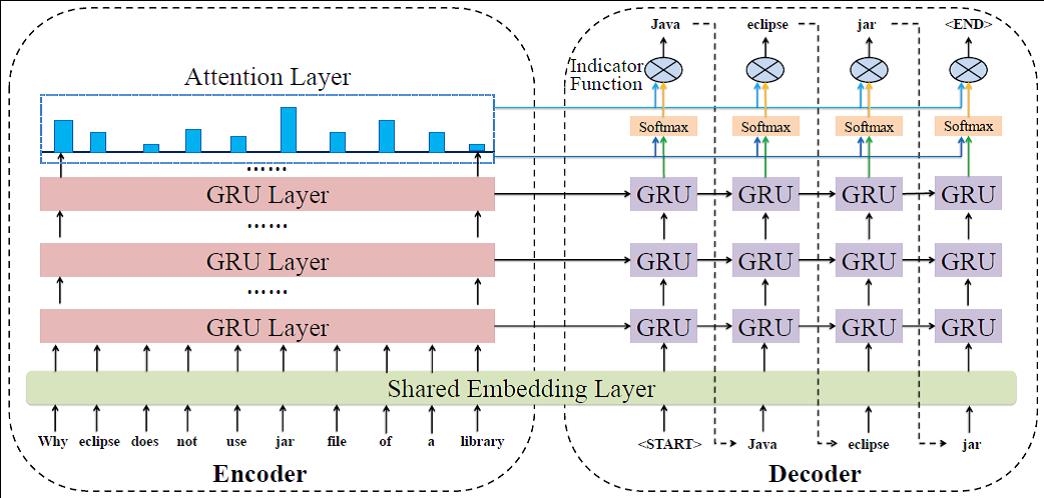 Java eclipse jar <END>
Indicator
Function
Attention Layer
Softmax Softmax Softmax Softmax
......
GRU Layer GRU GRU GRU GRU
......
GRU Layer GRU GRU GRU GRU
......
GRU Layer GRU GRU GRU GRU
Shared Embedding Layer
Why eclipse does not use jar file of a library <START> Java eclipse jar
Encoder Decoder